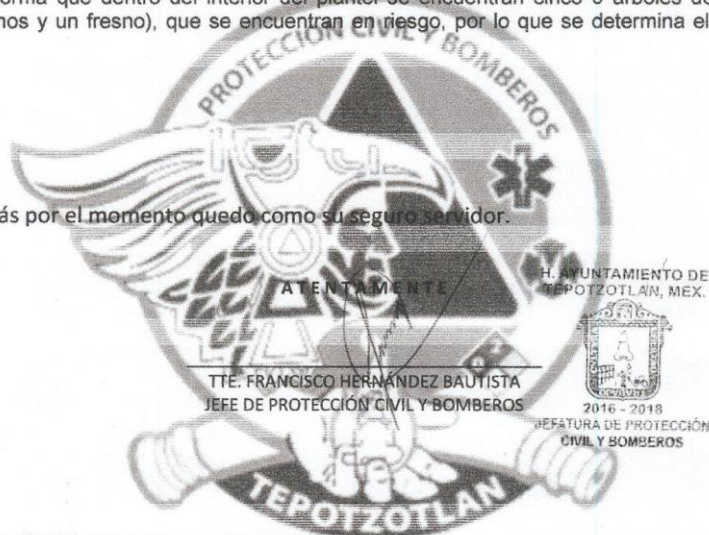 forma que dentro del interior del plantel se encuentran cinco árboles de
nos y un fresno), que se encuentran en riesgo, por lo que se determina el
PROTECCIÓN CIVIL Y BOMBEROS
ás por el momento quedo como su seguro servidor.
ATENTAMENTE
H. AYUNTAMIENTO DE
TEPOTZOTLAN, MEX.
TTE. FRANCISCO HERNÁNDEZ BAUTISTA
JEFE DE PROTECCIÓN CIVIL Y BOMBEROS
2016 - 2018
JEFATURA DE PROTECCIÓN
CIVIL Y BOMBEROS
TEPOTZOTLAN